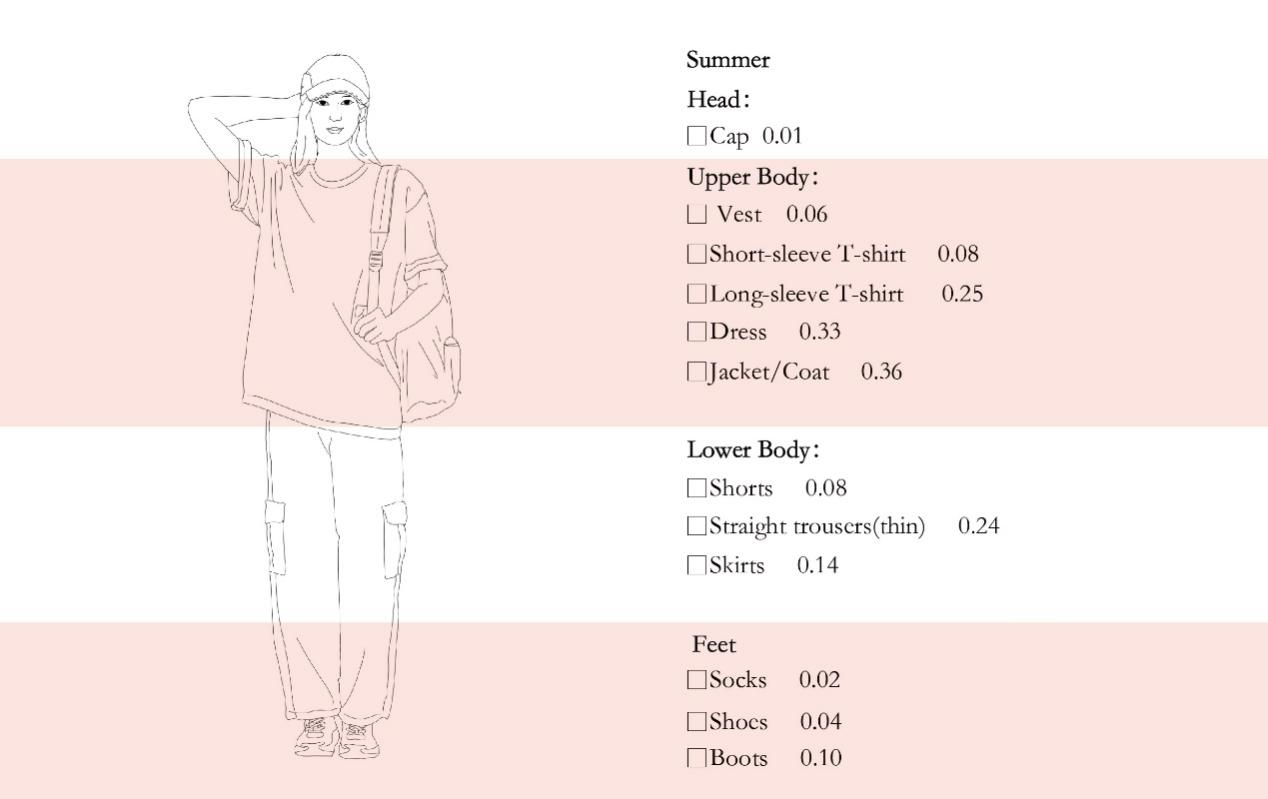 Summer
Head:
☐Cap 0.01
Upper Body:
☐ Vest 0.06
☐Short-sleeve T-shirt 0.08
☐Long-sleeve T-shirt 0.25
☐Dress 0.33
☐Jacket/Coat 0.36
Lower Body:
☐Shorts 0.08
☐Straight trousers(thin) 0.24
☐Skirts 0.14
Feet
☐Socks 0.02
☐Shoes 0.04
☐Boots 0.10